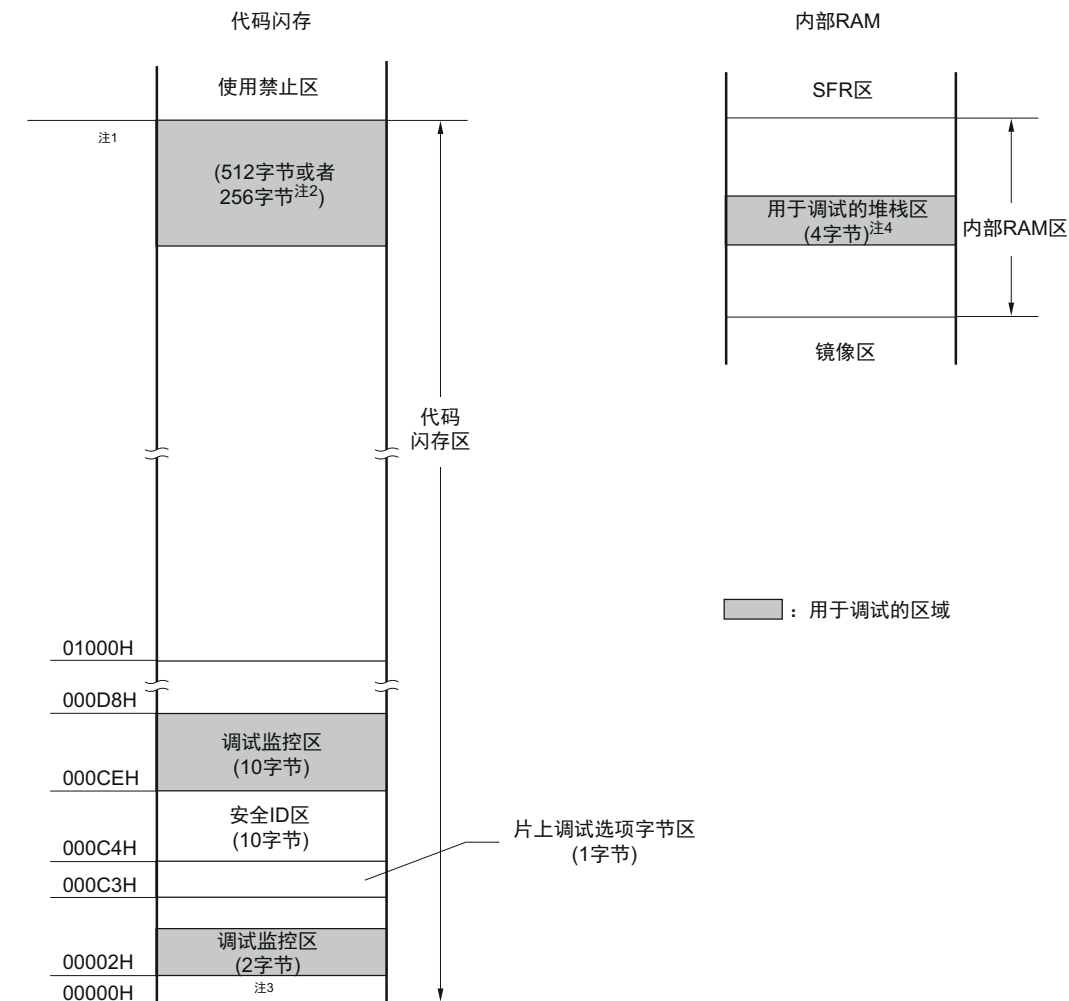 代码闪存
使用禁止区
注1
(512字节或者
256字节注2)
代码
闪存区
01000H
000D8H
调试监控区
(10字节)
000CEH
安全ID区
(10字节)
000C4H
000C3H
片上调试选项字节区
(1字节)
调试监控区
(2字节)
00002H
注3
00000H
内部RAM
SFR区
用于调试的堆栈区
(4字节)注4
内部RAM区
镜像区
：用于调试的区域